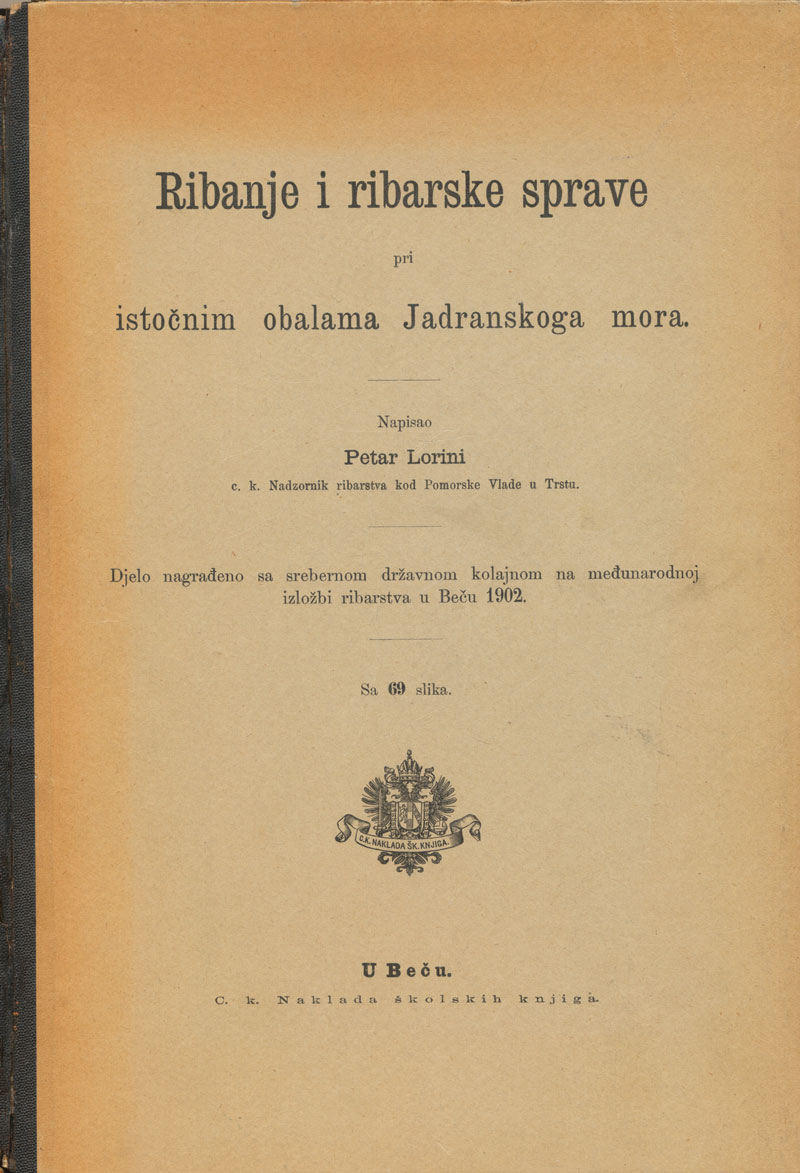 Ribanje i ribarske sprave
pri
istočnim obalama Jadranskoga mora.
Napisao
Petar Lorini
c. k. Nadzornik ribarstva kod Pomorske Vlade u Trstu.
Djelo nagrađeno sa srebernom državnom kolajnom na međunarodnoj
izložbi ribarstva u Beču 1902.
Sa 69 slika.
C.K. NAKLADA ŠK. KNJIGA.
U Beču.
C. k. Naklada školskih knjiga.